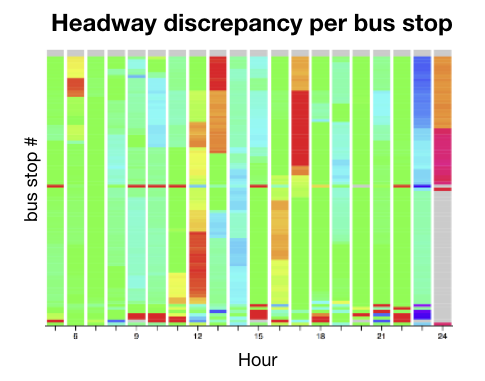 Headway discrepancy per bus stop
bus stop #
6 9 12 15 18 21 24
Hour